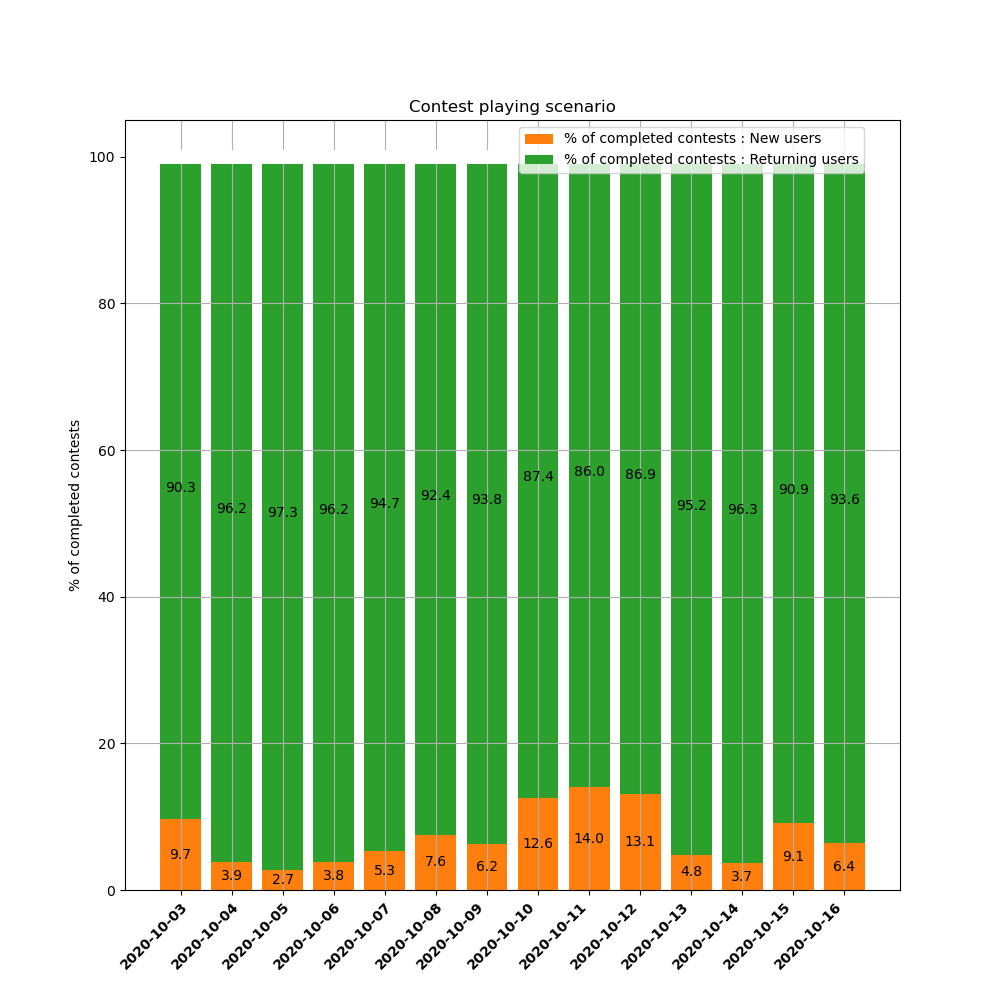 Contest playing scenario
% of completed contests : New users
% of completed contests : Returning users
% of completed contests
100
80
60
40
20
0
90.3 96.2 97.3 96.2 94.7 92.4 93.8 87.4 86.0 86.9 95.2 96.3 90.9 93.6
9.7 3.9 2.7 3.8 5.3 7.6 6.2 12.6 14.0 13.1 4.8 3.7 9.1 6.4
2020-10-03 2020-10-04 2020-10-05 2020-10-06 2020-10-07 2020-10-08 2020-10-09 2020-10-10 2020-10-11 2020-10-12 2020-10-13 2020-10-14 2020-10-15 2020-10-16